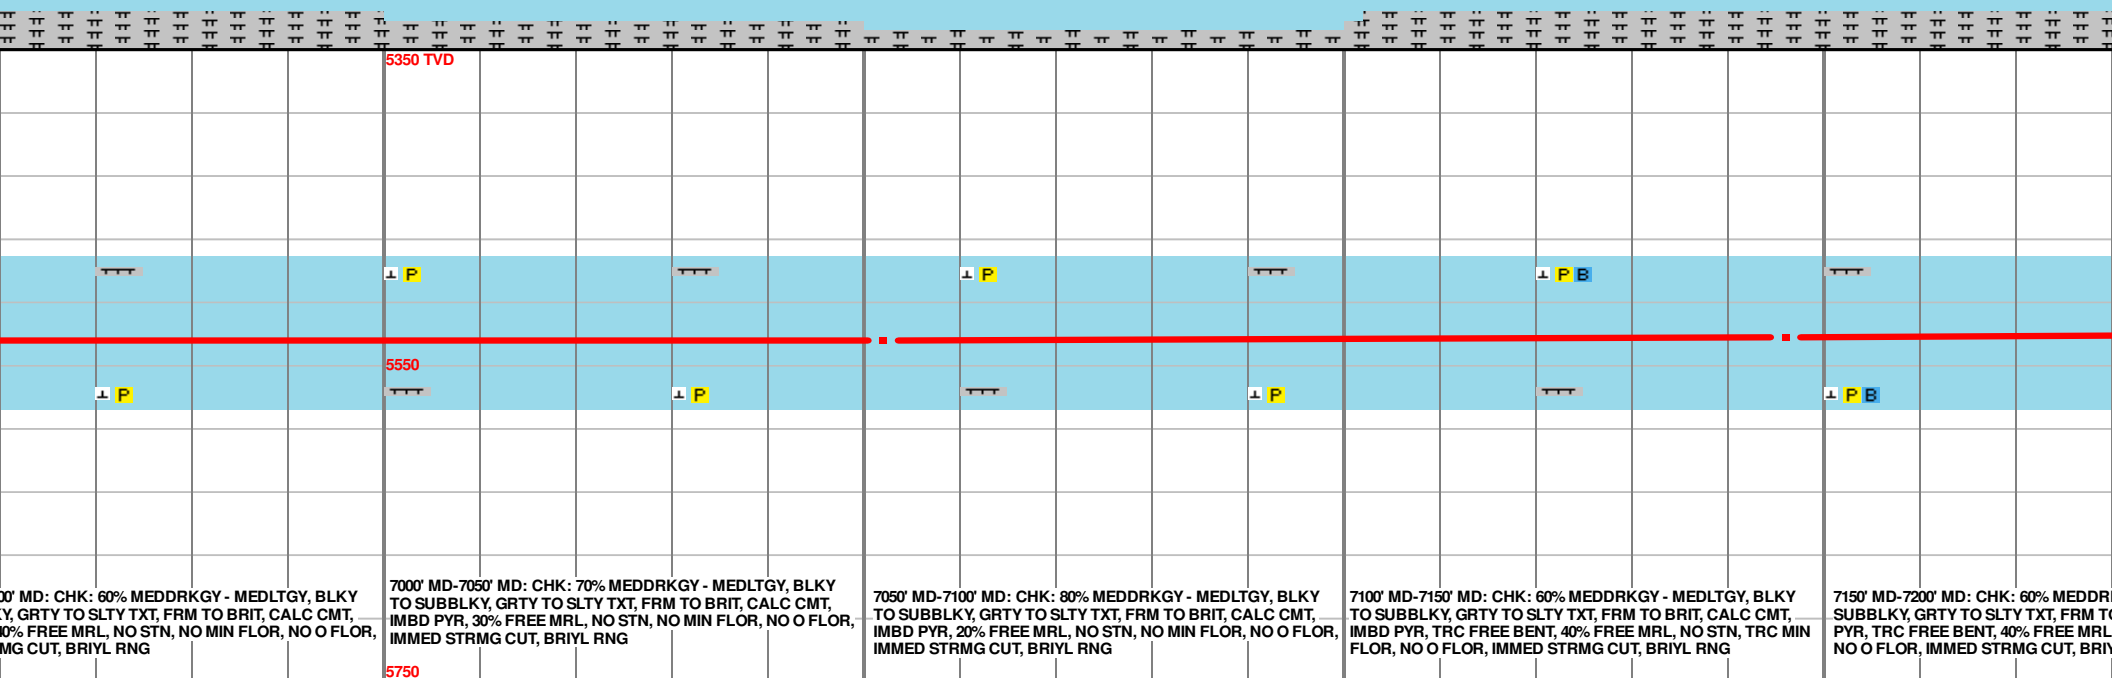 5350 TVD
P
P
P B
5550
P
P
P
P B
00' MD: CHK: 60% MEDDRKGY - MEDLTGY, BLKY
Y, GRTY TO SLTY TXT, FRM TO BRIT, CALC CMT,
0% FREE MRL, NO STN, NO MIN FLOR, NO O FLOR,
MG CUT, BRIYL RNG
7000' MD-7050' MD: CHK: 70% MEDDRKGY - MEDLTGY, BLKY
TO SUBBLKY, GRTY TO SLTY TXT, FRM TO BRIT, CALC CMT,
IMBD PYR, 30% FREE MRL, NO STN, NO MIN FLOR, NO O FLOR,
IMMED STRMG CUT, BRIYL RNG
7050' MD-7100' MD: CHK: 80% MEDDRKGY - MEDLTGY, BLKY
TO SUBBLKY, GRTY TO SLTY TXT, FRM TO BRIT, CALC CMT,
IMBD PYR, 20% FREE MRL, NO STN, NO MIN FLOR, NO O FLOR,
IMMED STRMG CUT, BRIYL RNG
7100' MD-7150' MD: CHK: 60% MEDDRKGY - MEDLTGY, BLKY
TO SUBBLKY, GRTY TO SLTY TXT, FRM TO BRIT, CALC CMT,
IMBD PYR, TRC FREE BENT, 40% FREE MRL, NO STN, TRC MIN
FLOR, NO O FLOR, IMMED STRMG CUT, BRIYL RNG
7150' MD-7200' MD: CHK: 60% MEDDR
SUBBLKY, GRTY TO SLTY TXT, FRM T
PYR, TRC FREE BENT, 40% FREE MRL
NO O FLOR, IMMED STRMG CUT, BRIY
5750